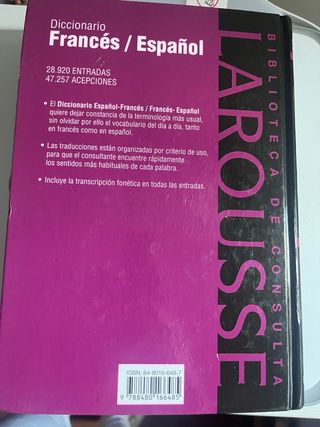 Diccionario
Francés / Español
28.920 ENTRADAS
47.257 ACEPCIONES
• El Diccionario Español-Francés / Francés- Español
quiere dejar constancia de la terminología más usual,
sin olvidar por ello el vocabulario del día a día, tanto
en francés como en español.
• Las traducciones están organizadas por criterio de uso,
para que el consultante encuentre rápidamente
los sentidos más habituales de cada palabra.
• Incluye la transcripción fonética en todas las entradas.
BIBLIOTECA DE CONSULTA
LAROUSSE
ISBN: 84-8016-648-7
9 788480 166485